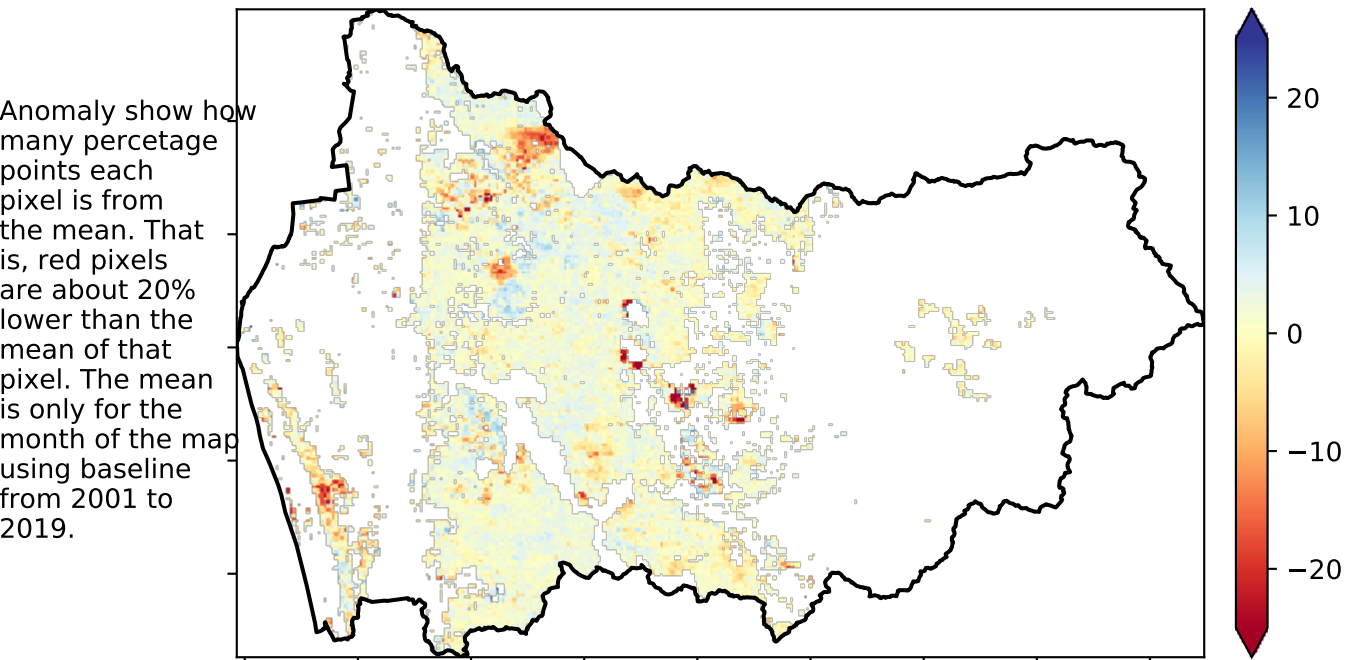 Anomaly show how
many percetage
points each
pixel is from
the mean. That
is, red pixels
are about 20%
lower than the
mean of that
pixel. The mean
is only for the
month of the map
using baseline
from 2001 to
2019.
20
10
0
−10
−20